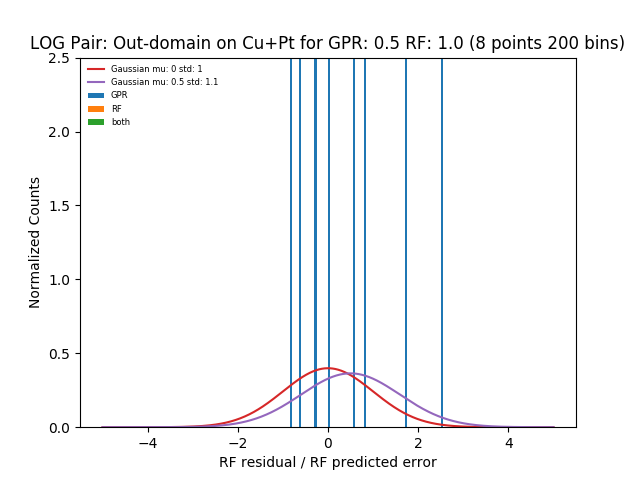 LOG Pair: Out-domain on Cu+Pt for GPR: 0.5 RF: 1.0 (8 points 200 bins)
2.5
2.0
1.5
1.0
0.5
0.0
Normalized Counts
Gaussian mu: 0 std: 1
Gaussian mu: 0.5 std: 1.1
GPR
RF
both
−4 −2 0 2 4
RF residual / RF predicted error